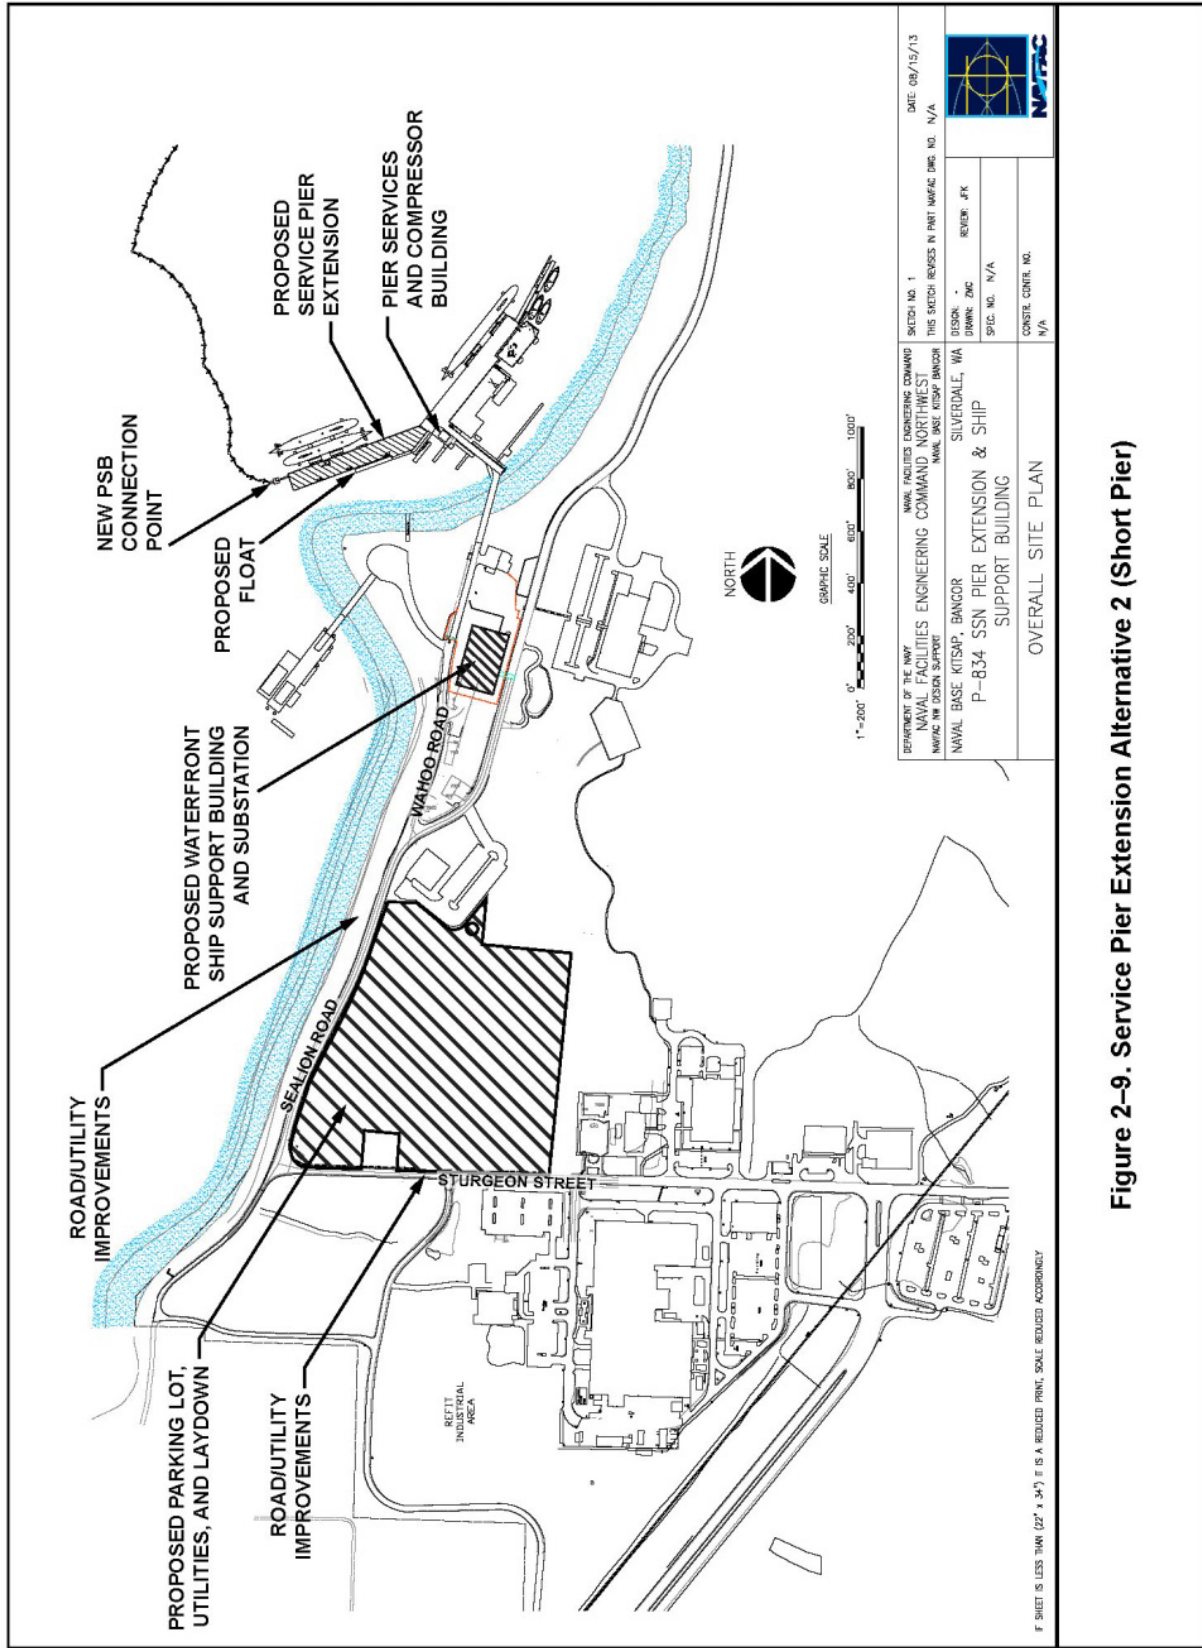 NEW PSB
CONNECTION
POINT
PROPOSED
SERVICE PIER
EXTENSION
PIER SERVICES
AND COMPRESSOR
BUILDING
PROPOSED
FLOAT
PROPOSED WATERFRONT
SHIP SUPPORT BUILDING
AND SUBSTATION
ROAD/UTILITY
IMPROVEMENTS
PROPOSED PARKING LOT,
UTILITIES, AND LAYDOWN
ROAD/UTILITY
IMPROVEMENTS
SEALION ROAD
WAHOO ROAD
STURGEON STREET
REFIT
INDUSTRIAL
AREA
NORTH
GRAPHIC SCALE
1"=200' 0' 200' 400' 600' 800' 1000'
DEPARTMENT OF THE NAVY NAVAL FACILITIES ENGINEERING COMMAND
NAVAL FACILITIES ENGINEERING COMMAND NORTHWEST
NAVFAC NW DESIGN SUPPORT NAVAL BASE KITSAP BANGOR
NAVAL BASE KITSAP, BANGOR SILVERDALE, WA
P-834 SSN PIER EXTENSION & SHIP
SUPPORT BUILDING
OVERALL SITE PLAN
SKETCH NO. 1 DATE: 08/15/13
THIS SKETCH REVISES IN PART NAVFAC DWG. NO. N/A
DESIGN: -
DRAWN: ZMC REVIEW: JFK
SPEC. NO. N/A
CONSTR. CONTR. NO.
N/A
NAVFAC
IF SHEET IS LESS THAN (22" x 34") IT IS A REDUCED PRINT, SCALE REDUCED ACCORDINGLY
Figure 2–9. Service Pier Extension Alternative 2 (Short Pier)